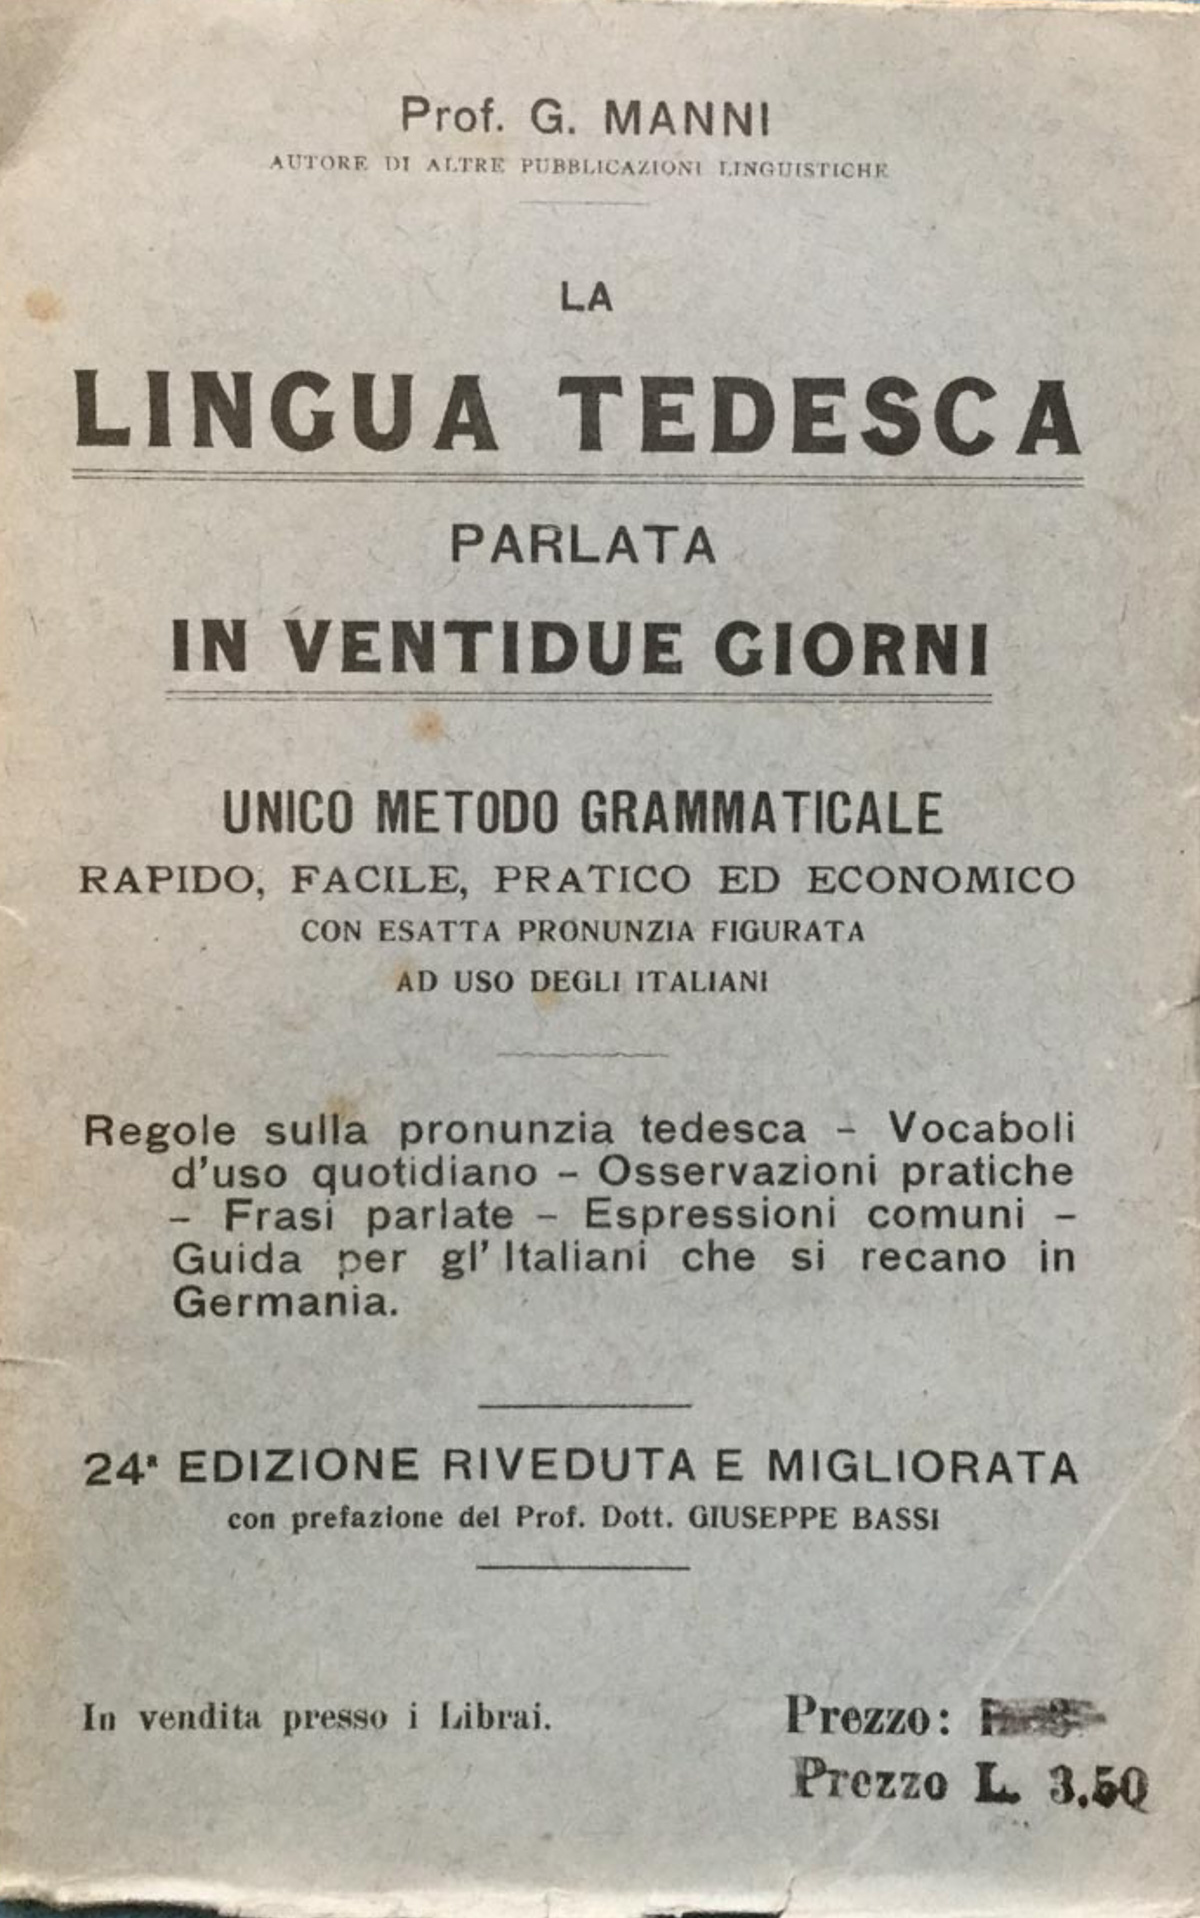 Prof. G. MANNI
AUTORE DI ALTRE PUBBLICAZIONI LINGUISTICHE
LA
LINGUA TEDESCA
PARLATA
IN VENTIDUE GIORNI
UNICO METODO GRAMMATICALE
RAPIDO, FACILE, PRATICO ED ECONOMICO
CON ESATTA PRONUNZIA FIGURATA
AD USO DEGLI ITALIANI
Regole sulla pronunzia tedesca - Vocaboli
d'uso quotidiano - Osservazioni pratiche
- Frasi parlate - Espressioni comuni -
Guida per gl' Italiani che si recano in
Germania.
24ª EDIZIONE RIVEDUTA E MIGLIORATA
con prefazione del Prof. Dott. GIUSEPPE BASSI
In vendita presso i Librai.
Prezzo:
Prezzo L. 3.50